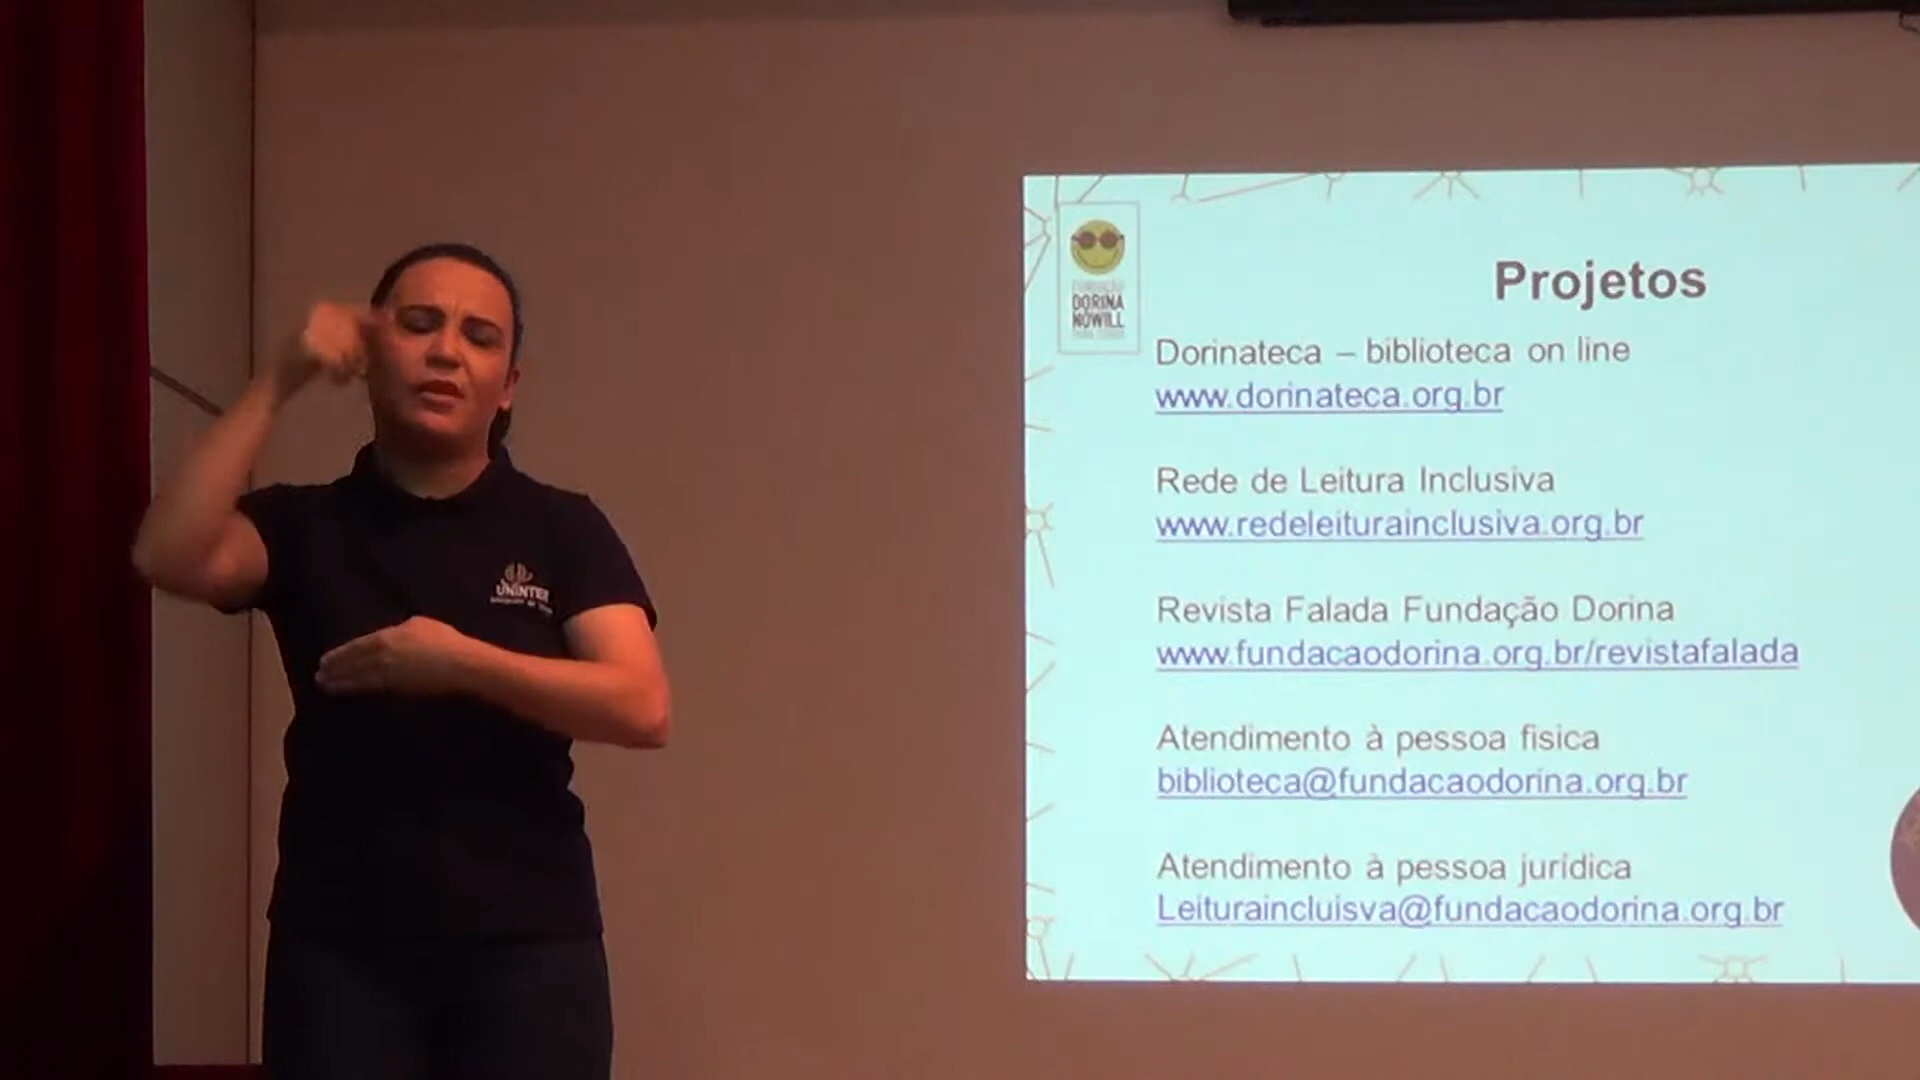 UNINTER
DORINA
NOWILL
Projetos
Dorinateca – biblioteca on line
www.dorinateca.org.br
Rede de Leitura Inclusiva
www.redeleiturainclusiva.org.br
Revista Falada Fundação Dorina
www.fundacaodorina.org.br/revistafalada
Atendimento à pessoa fisica
biblioteca@fundacaodorina.org.br
Atendimento à pessoa jurídica
Leituraincluisva@fundacaodorina.org.br